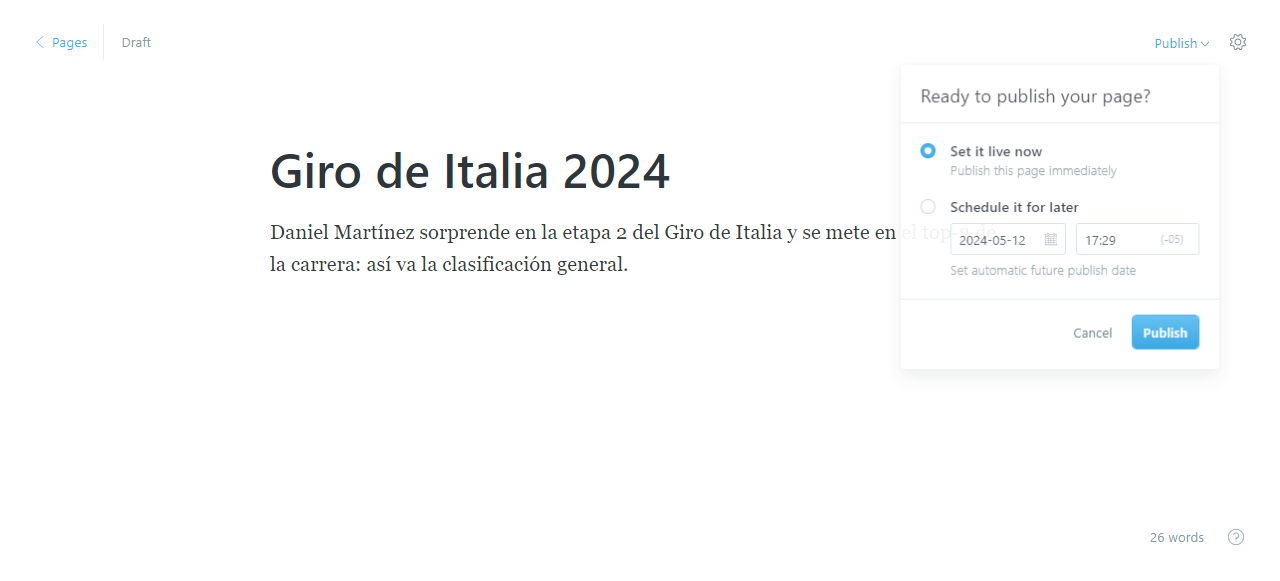 Pages
Draft
Publish
Ready to publish your page?
Set it live now
Publish this page immediately
Schedule it for later
2024-05-12
17:29
(-05)
Set automatic future publish date
Cancel
Publish
Giro de Italia 2024
Daniel Martínez sorprende en la etapa 2 del Giro de Italia y se mete en el top-3 de
la carrera: así va la clasificación general.
26 words
?